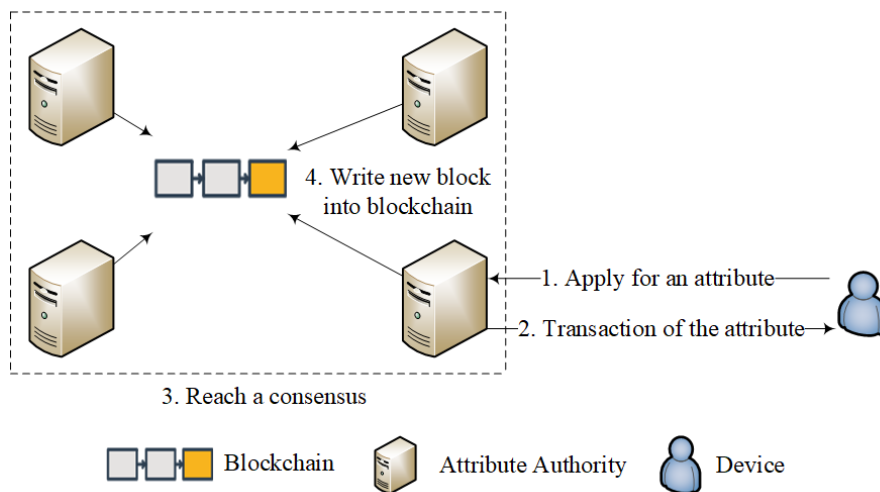 4. Write new block
into blockchain
1. Apply for an attribute
2. Transaction of the attribute
3. Reach a consensus
Blockchain
Attribute Authority
Device